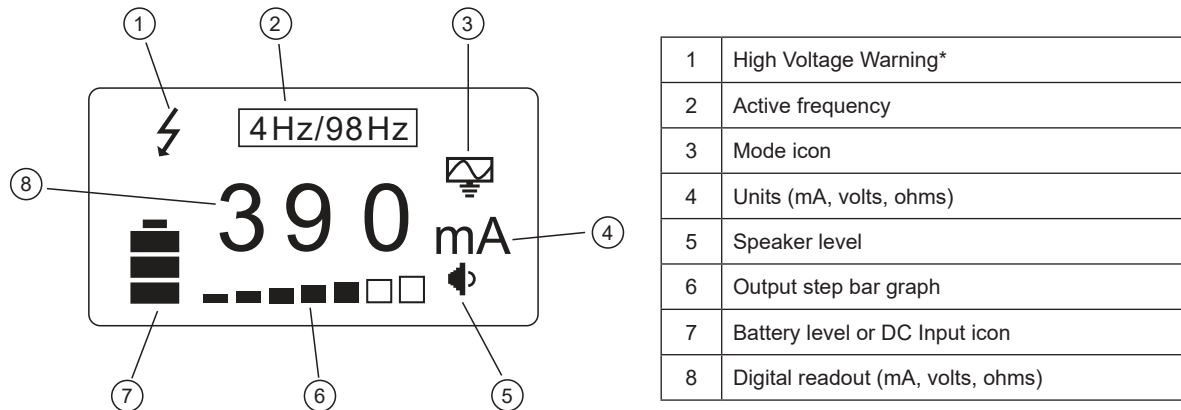 1 2 3
4Hz/98Hz
8
390
mA
4
7 6 5
1 High Voltage Warning*
2 Active frequency
3 Mode icon
4 Units (mA, volts, ohms)
5 Speaker level
6 Output step bar graph
7 Battery level or DC Input icon
8 Digital readout (mA, volts, ohms)